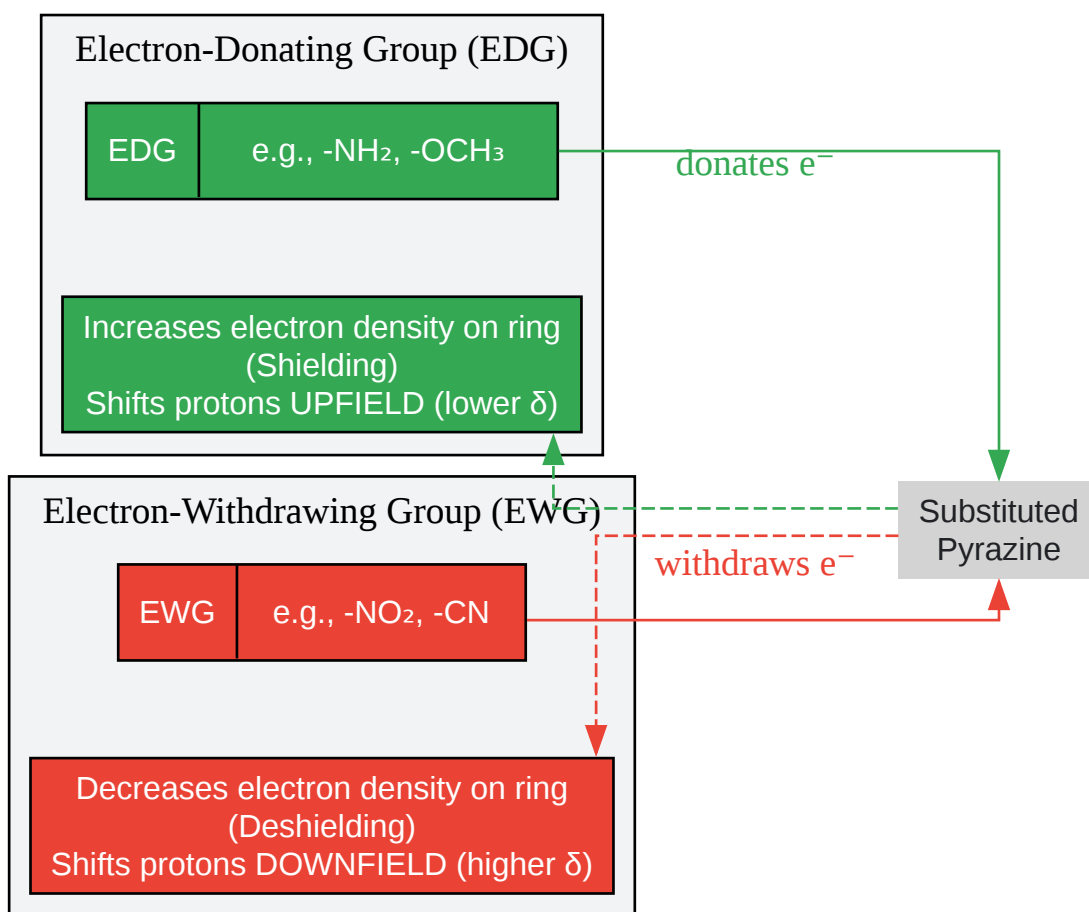 Electron-Donating Group (EDG)
EDG
e.g., -NH₂, -OCH₃
donates e⁻
Increases electron density on ring
(Shielding)
Shifts protons UPFIELD (lower δ)
Electron-Withdrawing Group (EWG)
Substituted
Pyrazine
withdraws e⁻
EWG
e.g., -NO₂, -CN
Decreases electron density on ring
(Deshielding)
Shifts protons DOWNFIELD (higher δ)